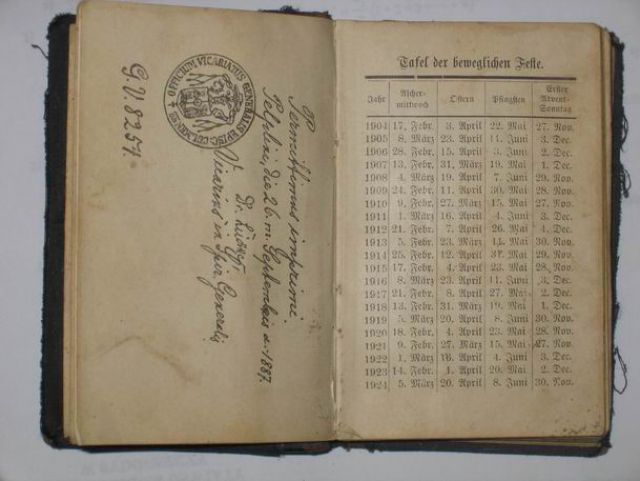 G.V. 8257.
OFFICIUM VICARIATUS GENERALIS EPISC. CULMENSIS
Permittimus imprimi.
Pelplini, die 26. m. Septembris a. 1887.
Vicarius in Spir. Generalis
Dr.
Tafel der beweglichen Feste.
Jahr Ascher-mittwoch Ostern Pfingsten Erster Advent-Sonntag
1904 17. Febr. 3. April 22. Mai 27. Nov.
1905 8. März 23. April 11. Juni 3. Dec.
1906 28. Febr. 15. April 3. Juni 2. Dec.
1907 13. Febr. 31. März 19. Mai 1. Dec.
1908 4. März 19. April 7. Juni 29. Nov.
1909 24. Febr. 11. April 30. Mai 28. Nov.
1910 9. Febr. 27. März 15. Mai 27. Nov.
1911 1. März 16. April 4. Juni 3. Dec.
1912 21. Febr. 7. April 26. Mai 4. Dec.
1913 5. Febr. 23. März 11. Mai 30. Nov.
1914 25. Febr. 12. April 31. Mai 29. Nov.
1915 17. Febr. 4. April 23. Mai 28. Nov.
1916 8. März 23. April 11. Juni 3. Dec.
1917 21. Febr. 8. April 27. Mai 2. Dec.
1918 13. Febr. 31. März 19. Mai 1. Dec.
1919 5. März 20. April 8. Juni 30. Nov.
1920 18. Febr. 4. April 23. Mai 28. Nov.
1921 9. Febr. 27. März 15. Mai 27. Nov.
1922 1. März 16. April 4. Juni 3. Dec.
1923 14. Febr. 1. April 20. Mai 2. Dec.
1924 5. März 20. April 8. Juni 30. Nov.